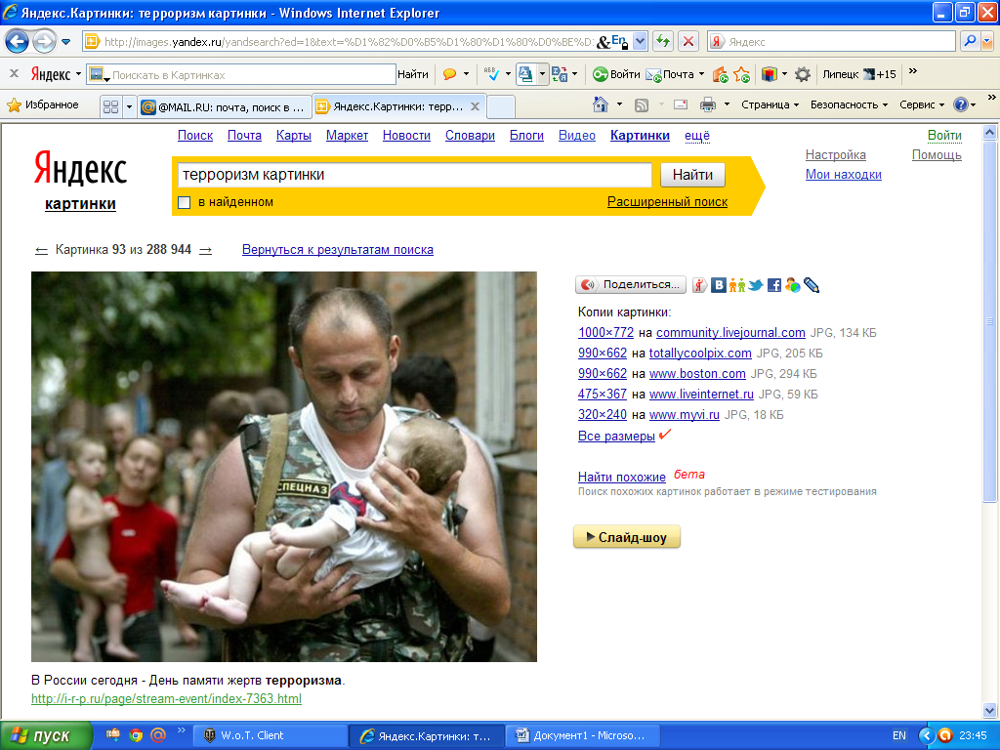 Яндекс.Картинки: терроризм картинки - Windows Internet Explorer
http://images.yandex.ru/yandsearch?ed=1&text=%D1%82%D0%B5%D1%80%D1%80%D0%BE%D1: En
Яндекс
Яндекс Поискать в Картинках Найти Войти Почта Липецк +15 »
Избранное @MAIL.RU: почта, поиск в ... Яндекс.Картинки: терр... Страница Безопасность Сервис »
Поиск Почта Карты Маркет Новости Словари Блоги Видео Картинки ещё Войти
Яндекс картинки
терроризм картинки Найти
в найденном Расширенный поиск
Настройка Помощь
Мои находки
← Картинка 93 из 288 944 → Вернуться к результатам поиска
СПЕЦНАЗ
Поделиться...
Копии картинки:
1000×772 на community.livejournal.com JPG, 134 КБ
990×662 на totallycoolpix.com JPG, 205 КБ
990×662 на www.boston.com JPG, 294 КБ
475×367 на www.liveinternet.ru JPG, 59 КБ
320×240 на www.myvi.ru JPG, 18 КБ
Все размеры
Найти похожие бета
Поиск похожих картинок работает в режиме тестирования
Слайд-шоу
В России сегодня - День памяти жертв терроризма.
http://i-r-p.ru/page/stream-event/index-7363.html
пуск » W.o.T. Client Яндекс.Картинки: т... Документ1 - Microso... EN 23:45